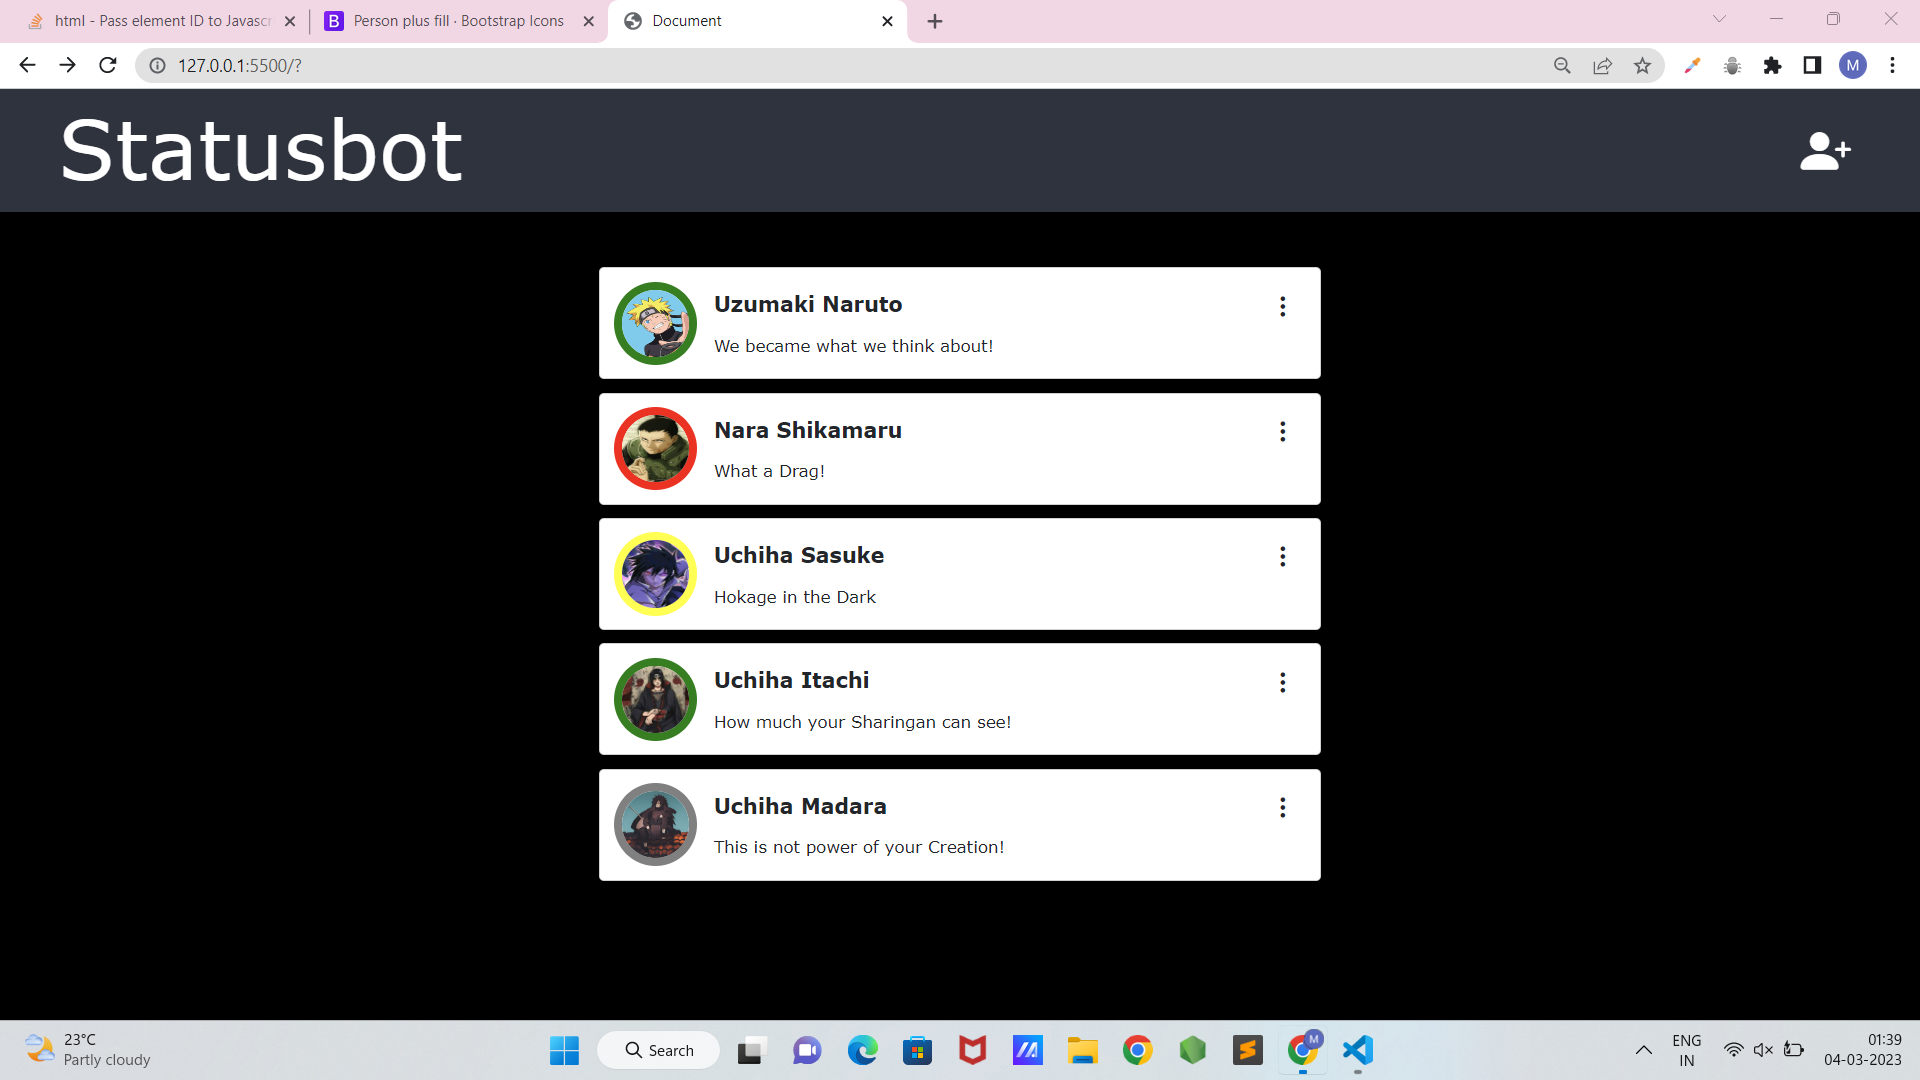 html - Pass element ID to Javascr
B Person plus fill · Bootstrap Icons
Document
127.0.0.1:5500/?
M
Statusbot
Uzumaki Naruto
We became what we think about!
Nara Shikamaru
What a Drag!
Uchiha Sasuke
Hokage in the Dark
Uchiha Itachi
How much your Sharingan can see!
Uchiha Madara
This is not power of your Creation!
23°C
Partly cloudy
Search
M
ENG
IN
01:39
04-03-2023